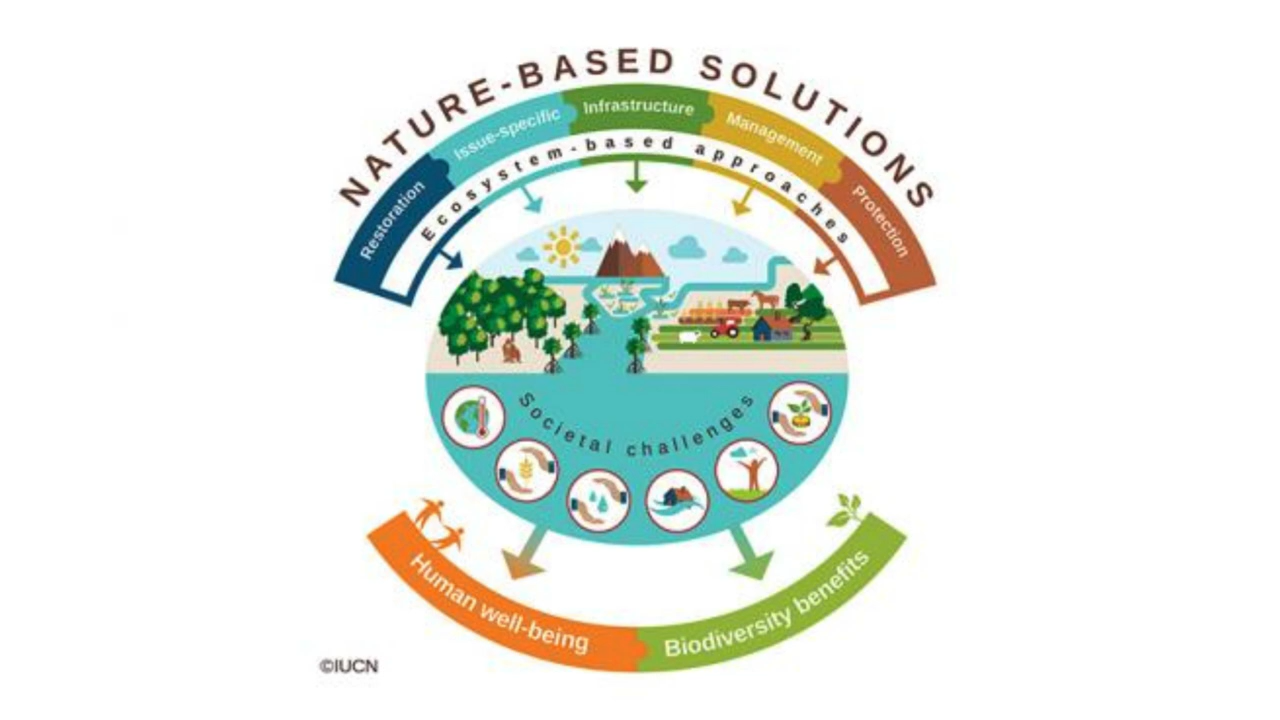 NATURE-BASED SOLUTIONS
Restoration
Issue-specific
Infrastructure
Management
Protection
Ecosystem-based approaches
Societal challenges
Human well-being
Biodiversity benefits
©IUCN